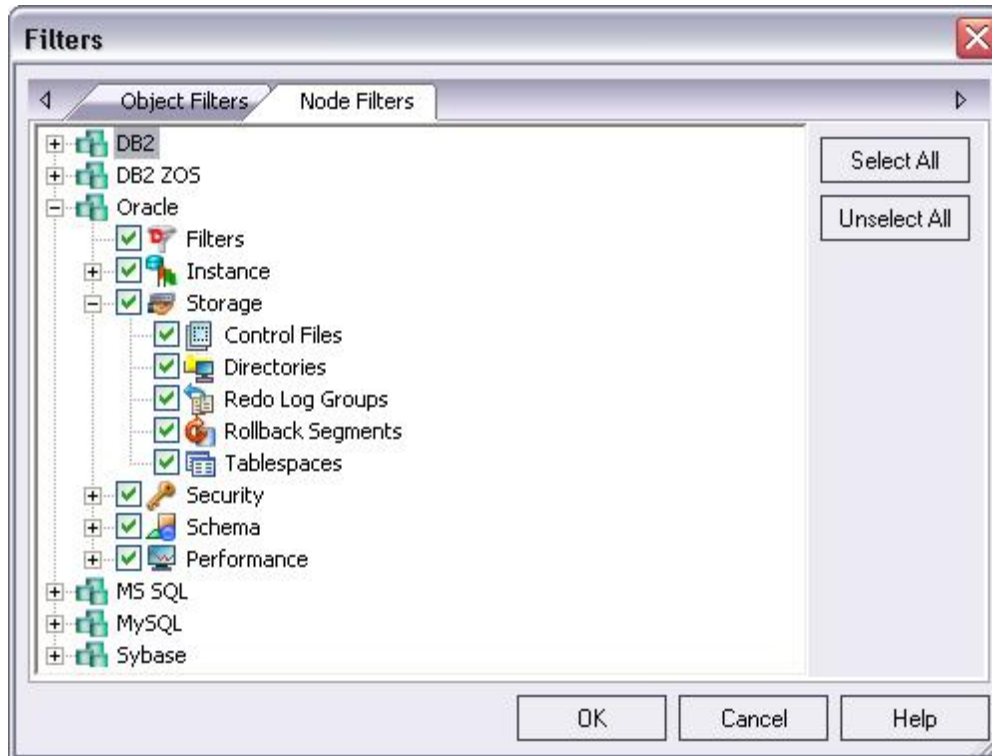 Filters
Object Filters Node Filters
DB2
Select All
DB2 ZOS
Oracle
Unselect All
Filters
Instance
Storage
Control Files
Directories
Redo Log Groups
Rollback Segments
Tablespaces
Security
Schema
Performance
MS SQL
MySQL
Sybase
OK Cancel Help